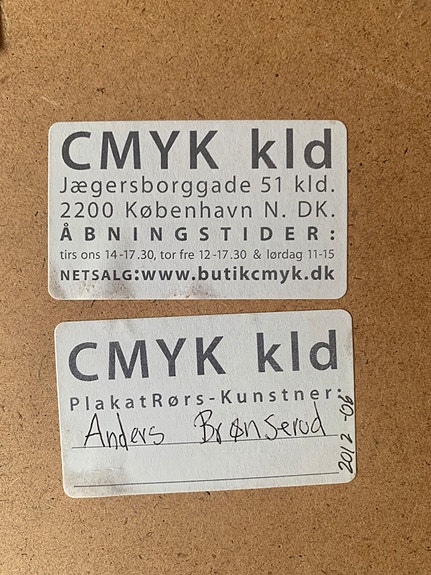 CMYK kld
Jægersborggade 51 kld.
2200 København N. DK.
ÅBNINGSTIDER:
tirs ons 14-17.30, tor fre 12-17.30 & lørdag 11-15
NETSALG:www.butikcmyk.dk
CMYK kld
PlakatRørs-Kunstner:
Anders Brønserud
2012 -06